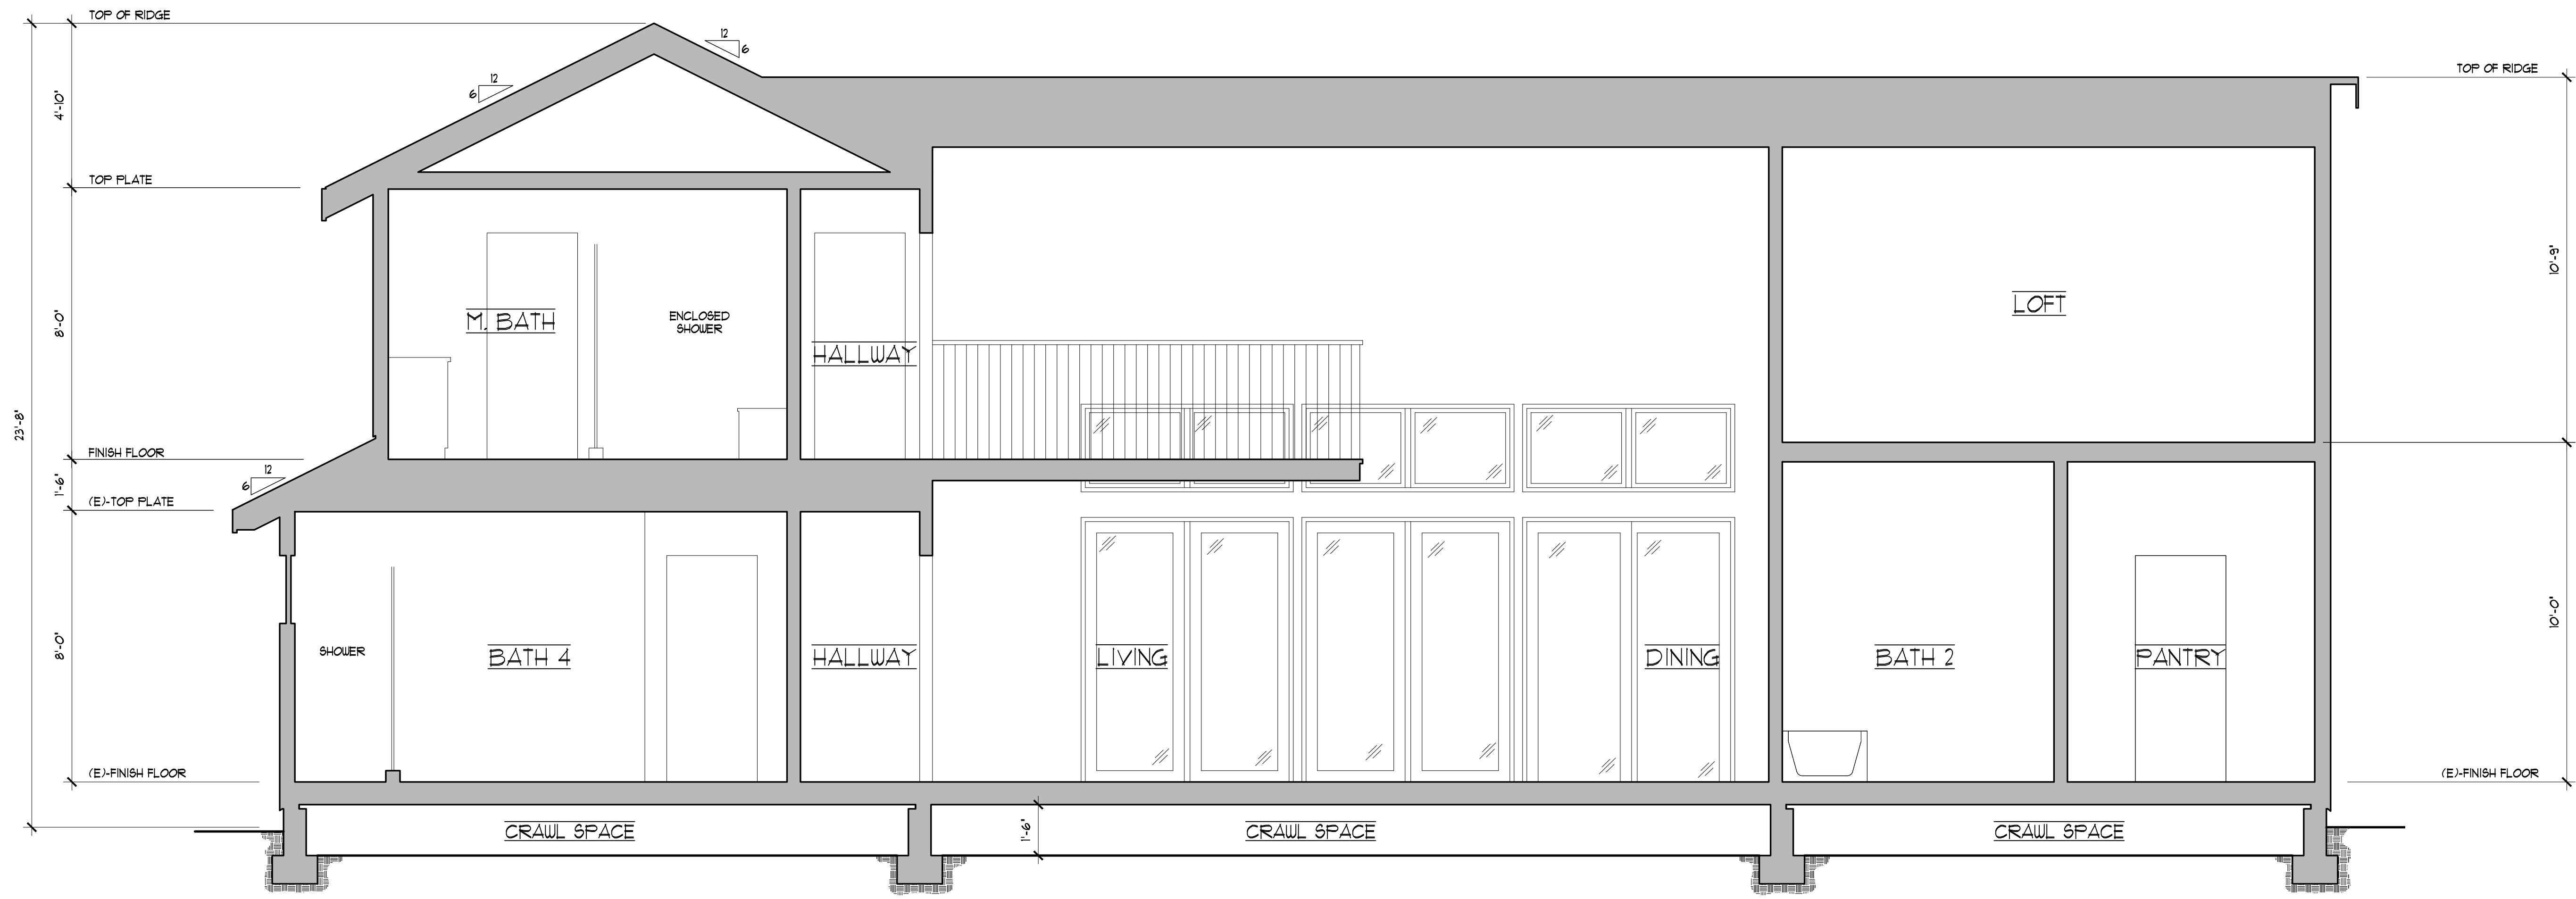 TOP OF RIDGE
12
6
12
6
TOP OF RIDGE
4'-10"
TOP PLATE
10'-9"
LOFT
ENCLOSED
SHOWER
M. BATH
8'-0"
HALLWAY
23'-8"
FINISH FLOOR
12
6
1'-6"
(E)-TOP PLATE
10'-0"
8'-0"
SHOWER
BATH 4
HALLWAY
LIVING
DINING
BATH 2
PANTRY
(E)-FINISH FLOOR
(E)-FINISH FLOOR
CRAWL SPACE
1'-6"
CRAWL SPACE
CRAWL SPACE